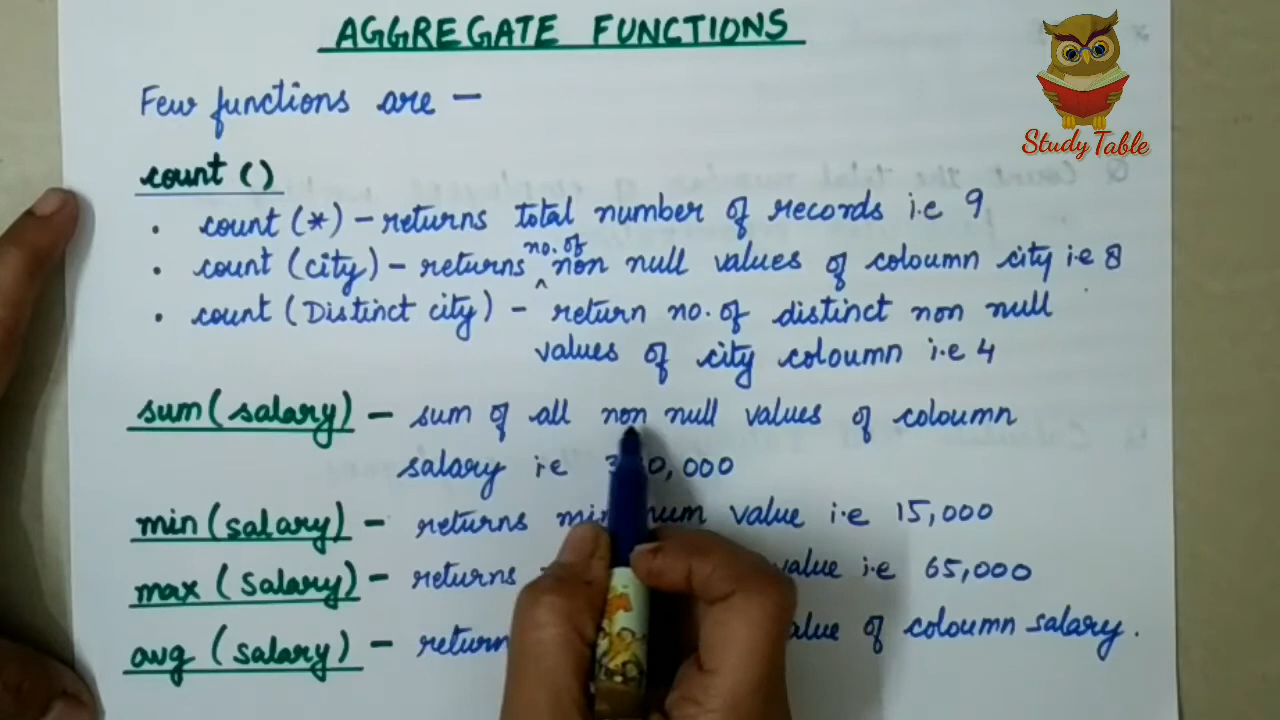 AGGREGATE FUNCTIONS
Few functions are —
count ()
• count (*) – returns total number of records i.e 9
• count (city) – returns ^ no. of non null values of coloumn city i e 8
• count (Distinct city) – return no. of distinct non null
values of city coloumn i.e 4
sum (salary) – sum of all non null values of coloumn
salary i e 0,000
min (salary) – returns value i.e 15,000
max (salary) – returns value i.e 65,000
avg (salary) – return of coloumn salary.
Study Table